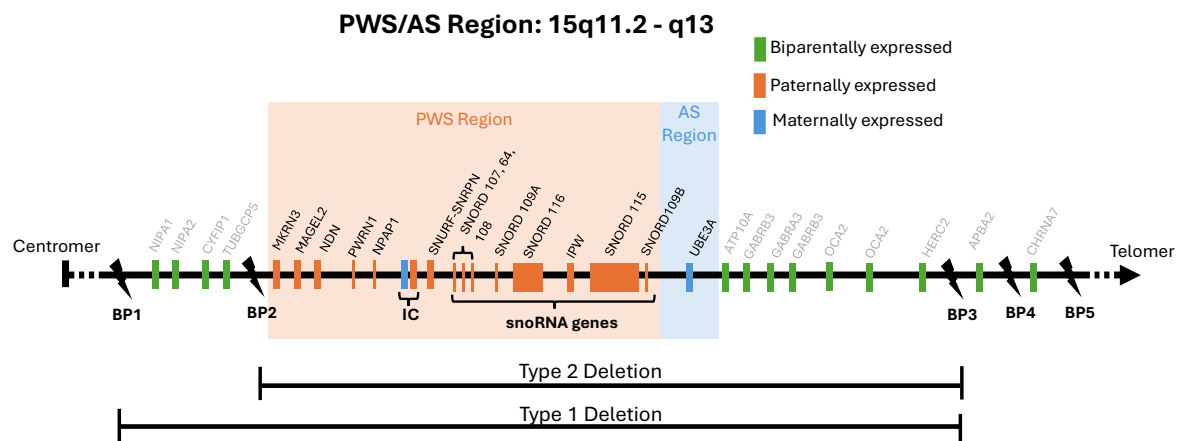 PWS/AS Region: 15q11.2 - q13
Biparentally expressed
Paternally expressed
Maternally expressed
PWS Region
AS
Region
Centromer
Telomer
NIPA1
NIPA2
CYFIP1
TUBGCP5
MKRN3
MAGEL2
NDN
PWRN1
NPAP1
SNURF-SNRPN
SNORD 107, 64,
108
SNORD 109A
SNORD 116
IPW
SNORD 115
SNORD109B
UBE3A
ATP10A
GABRB3
GABRA3
GABRB3
OCA2
OCA2
HERC2
APBA2
CHRNA7
BP1
BP2
IC
snoRNA genes
BP3
BP4
BP5
Type 2 Deletion
Type 1 Deletion